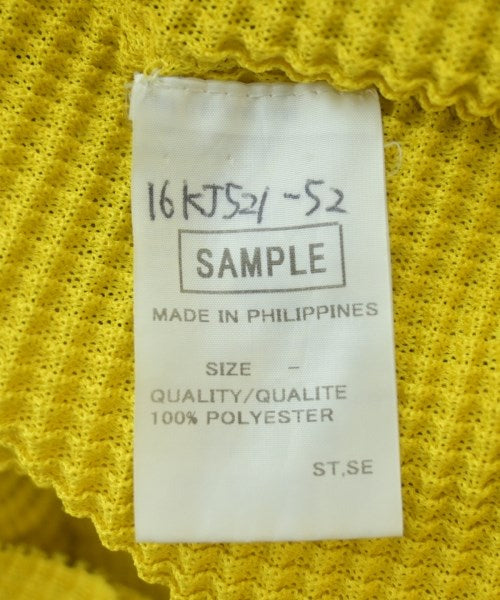 16KJ521-52
SAMPLE
MADE IN PHILIPPINES
SIZE -
QUALITY/QUALITE
100% POLYESTER
ST,SE